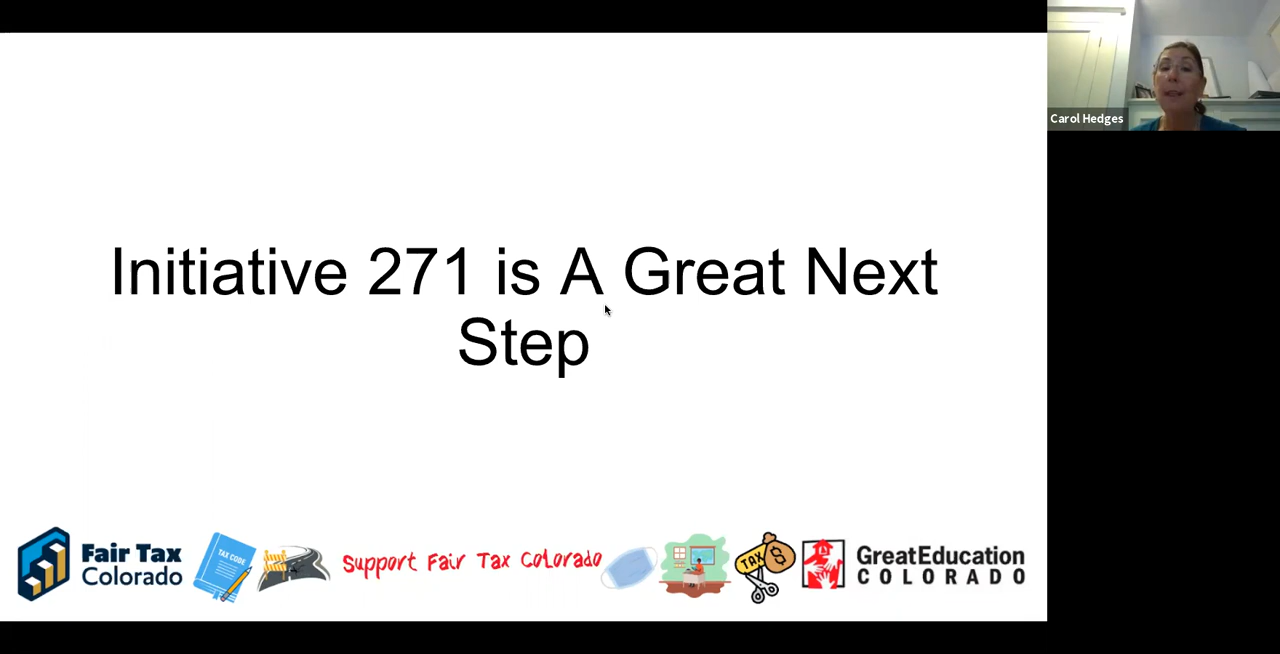 Carol Hedges
Initiative 271 is A Great Next
Step
Fair Tax
Colorado
TAX CODE
Support Fair Tax Colorado
TAX
$
GreatEducation
COLORADO